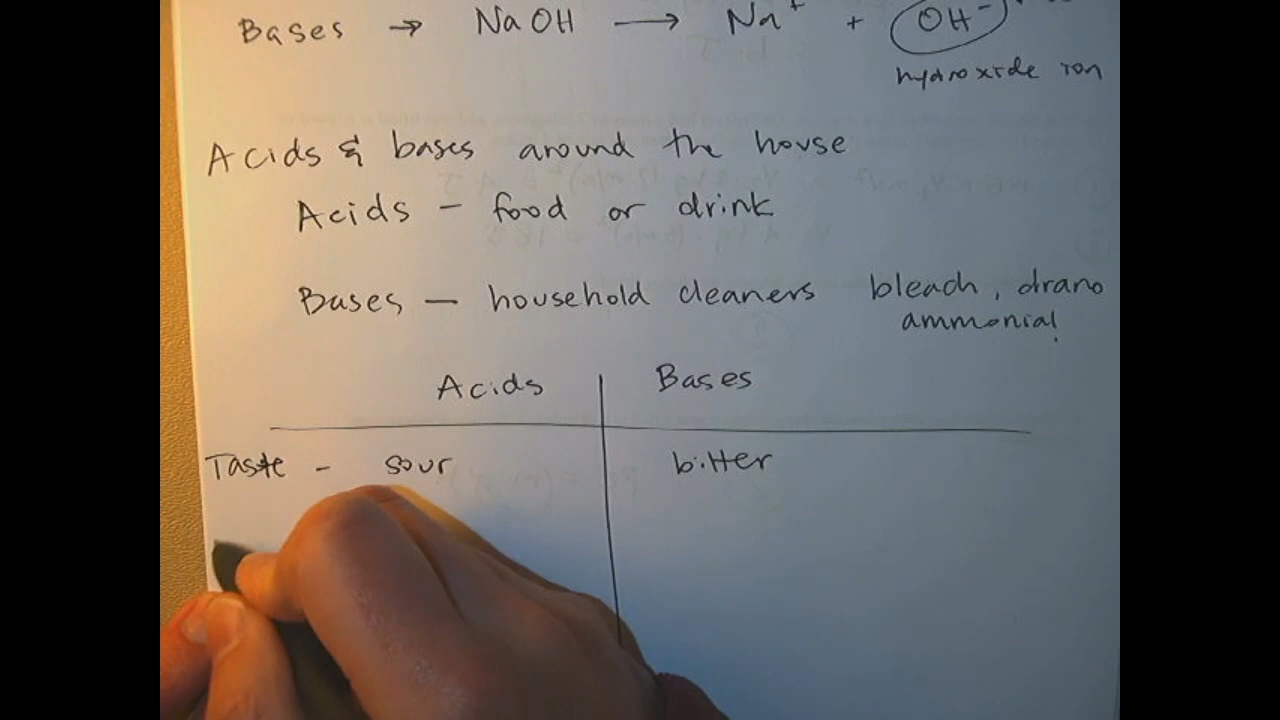 Bases → NaOH ⟶ Na⁺ + OH⁻
hydroxide ion
Acids & bases around the house
Acids - food or drink
Bases — household cleaners bleach, drano
ammonia!
Acids Bases
Taste - sour bitter